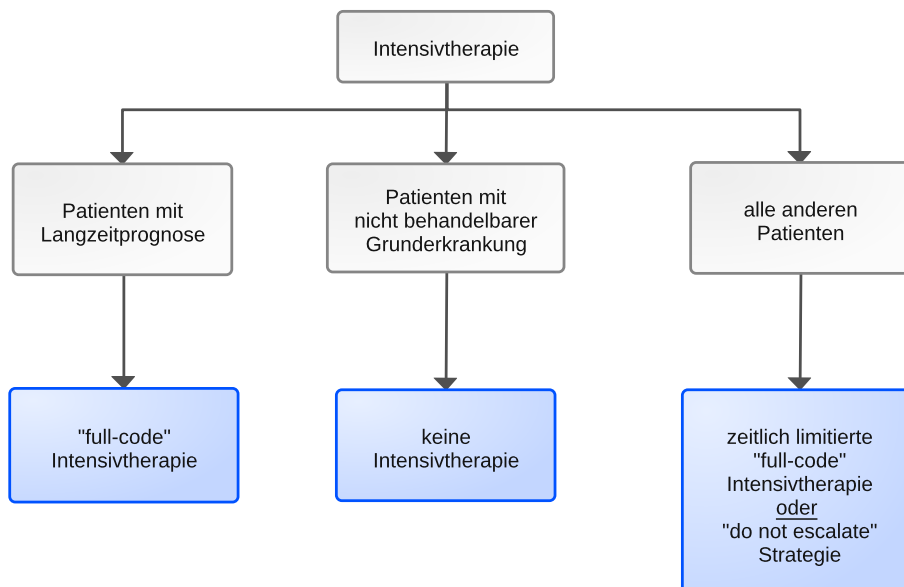 Intensivtherapie
Patienten mit
Langzeitprognose
Patienten mit
nicht behandelbarer
Grunderkrankung
alle anderen
Patienten
"full-code"
Intensivtherapie
keine
Intensivtherapie
zeitlich limitierte
"full-code"
Intensivtherapie
oder
"do not escalate"
Strategie